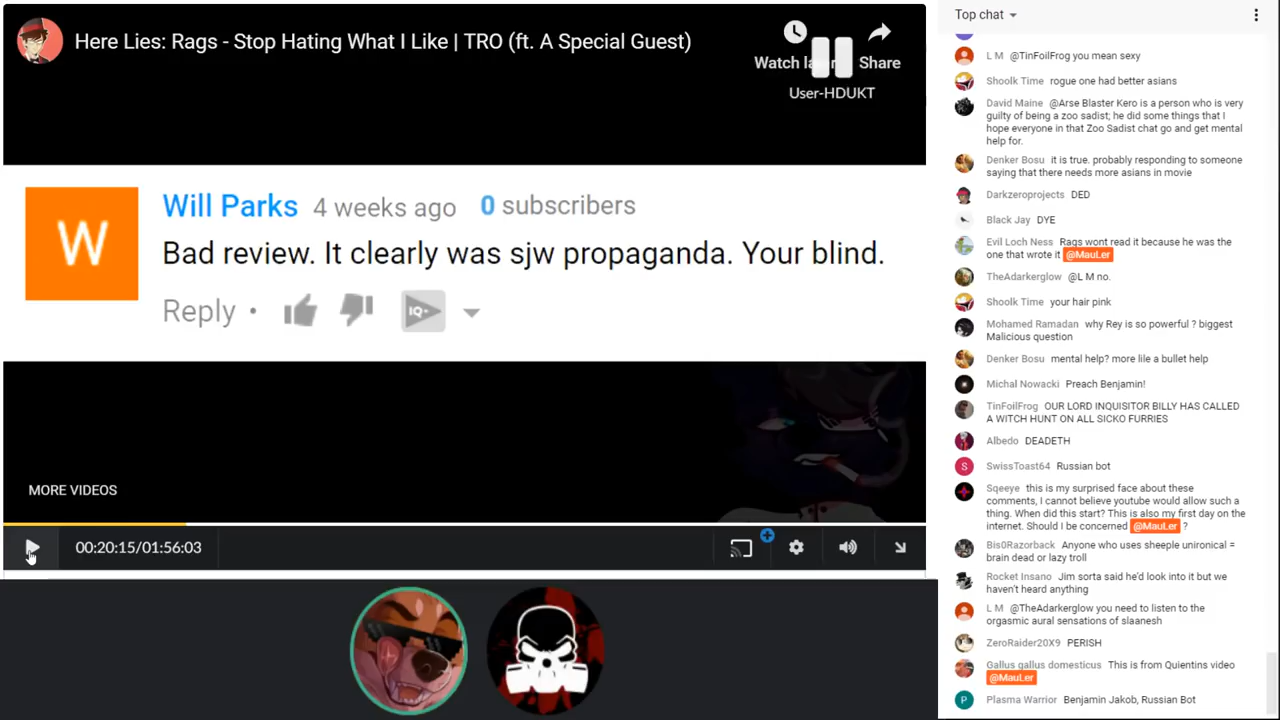 Here Lies: Rags - Stop Hating What I Like | TRO (ft. A Special Guest)
Share
User-HDUKT
Will Parks 4 weeks ago 0 subscribers
Bad review. It clearly was sjw propaganda. Your blind.
Reply •
IQ+
MORE VIDEOS
00:20:15/01:56:03
Top chat
L M @TinFoilFrog you mean sexy
Shoolk Time rogue one had better asians
David Maine @Arse Blaster Kero is a person who is very
guilty of being a zoo sadist; he did some things that I
hope everyone in that Zoo Sadist chat go and get mental
help for.
Denker Bosu it is true. probably responding to someone
saying that there needs more asians in movie
Darkzeroprojects DED
Black Jay DYE
Evil Loch Ness Rags wont read it because he was the
one that wrote it @MauLer
TheAdarkerglow @L M no.
Shoolk Time your hair pink
Mohamed Ramadan why Rey is so powerful ? biggest
Malicious question
Denker Bosu mental help? more lile a bullet help
Michal Nowacki Preach Benjamin!
TinFoilFrog OUR LORD INQUISITOR BILLY HAS CALLED
A WITCH HUNT ON ALL SICKO FURRIES
Albedo DEADETH
S
SwissToast64 Russian bot
Sqeeye this is my surprised face about these
comments, I cannot believe youtube would allow such a
thing. When did this start? This is also my first day on the
internet. Should I be concerned @MauLer ?
Bis0Razorback Anyone who uses sheeple unironical =
brain dead or lazy troll
Rocket Insano Jim sorta said he'd look into it but we
haven't heard anything
L M @TheAdarkerglow you need to listen to the
orgasmic aural sensations of slaanesh
ZeroRaider20X9 PERISH
Gallus gallus domesticus This is from Quientins video
@MauLer
P
Plasma Warrior Benjamin Jakob, Russian Bot
W
Watch la